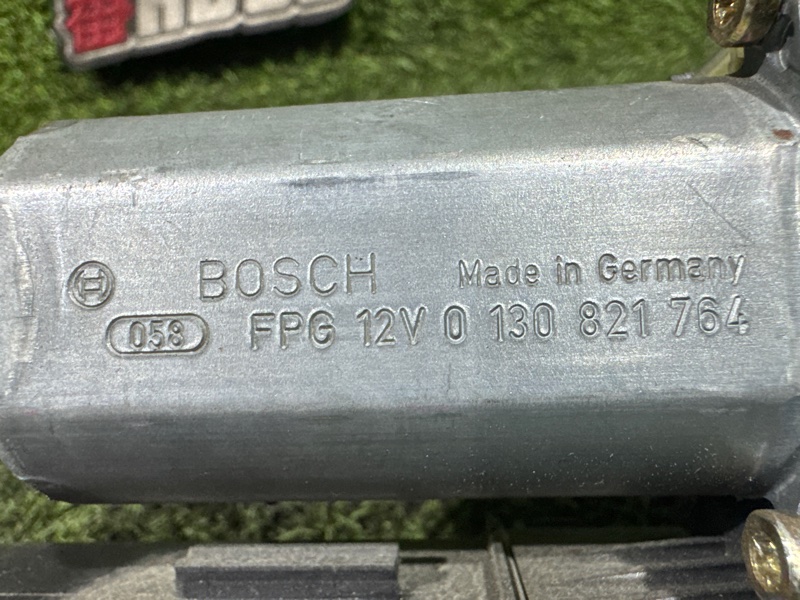 BOSCH Made in Germany
058 FPG 12V 0 130 821 764